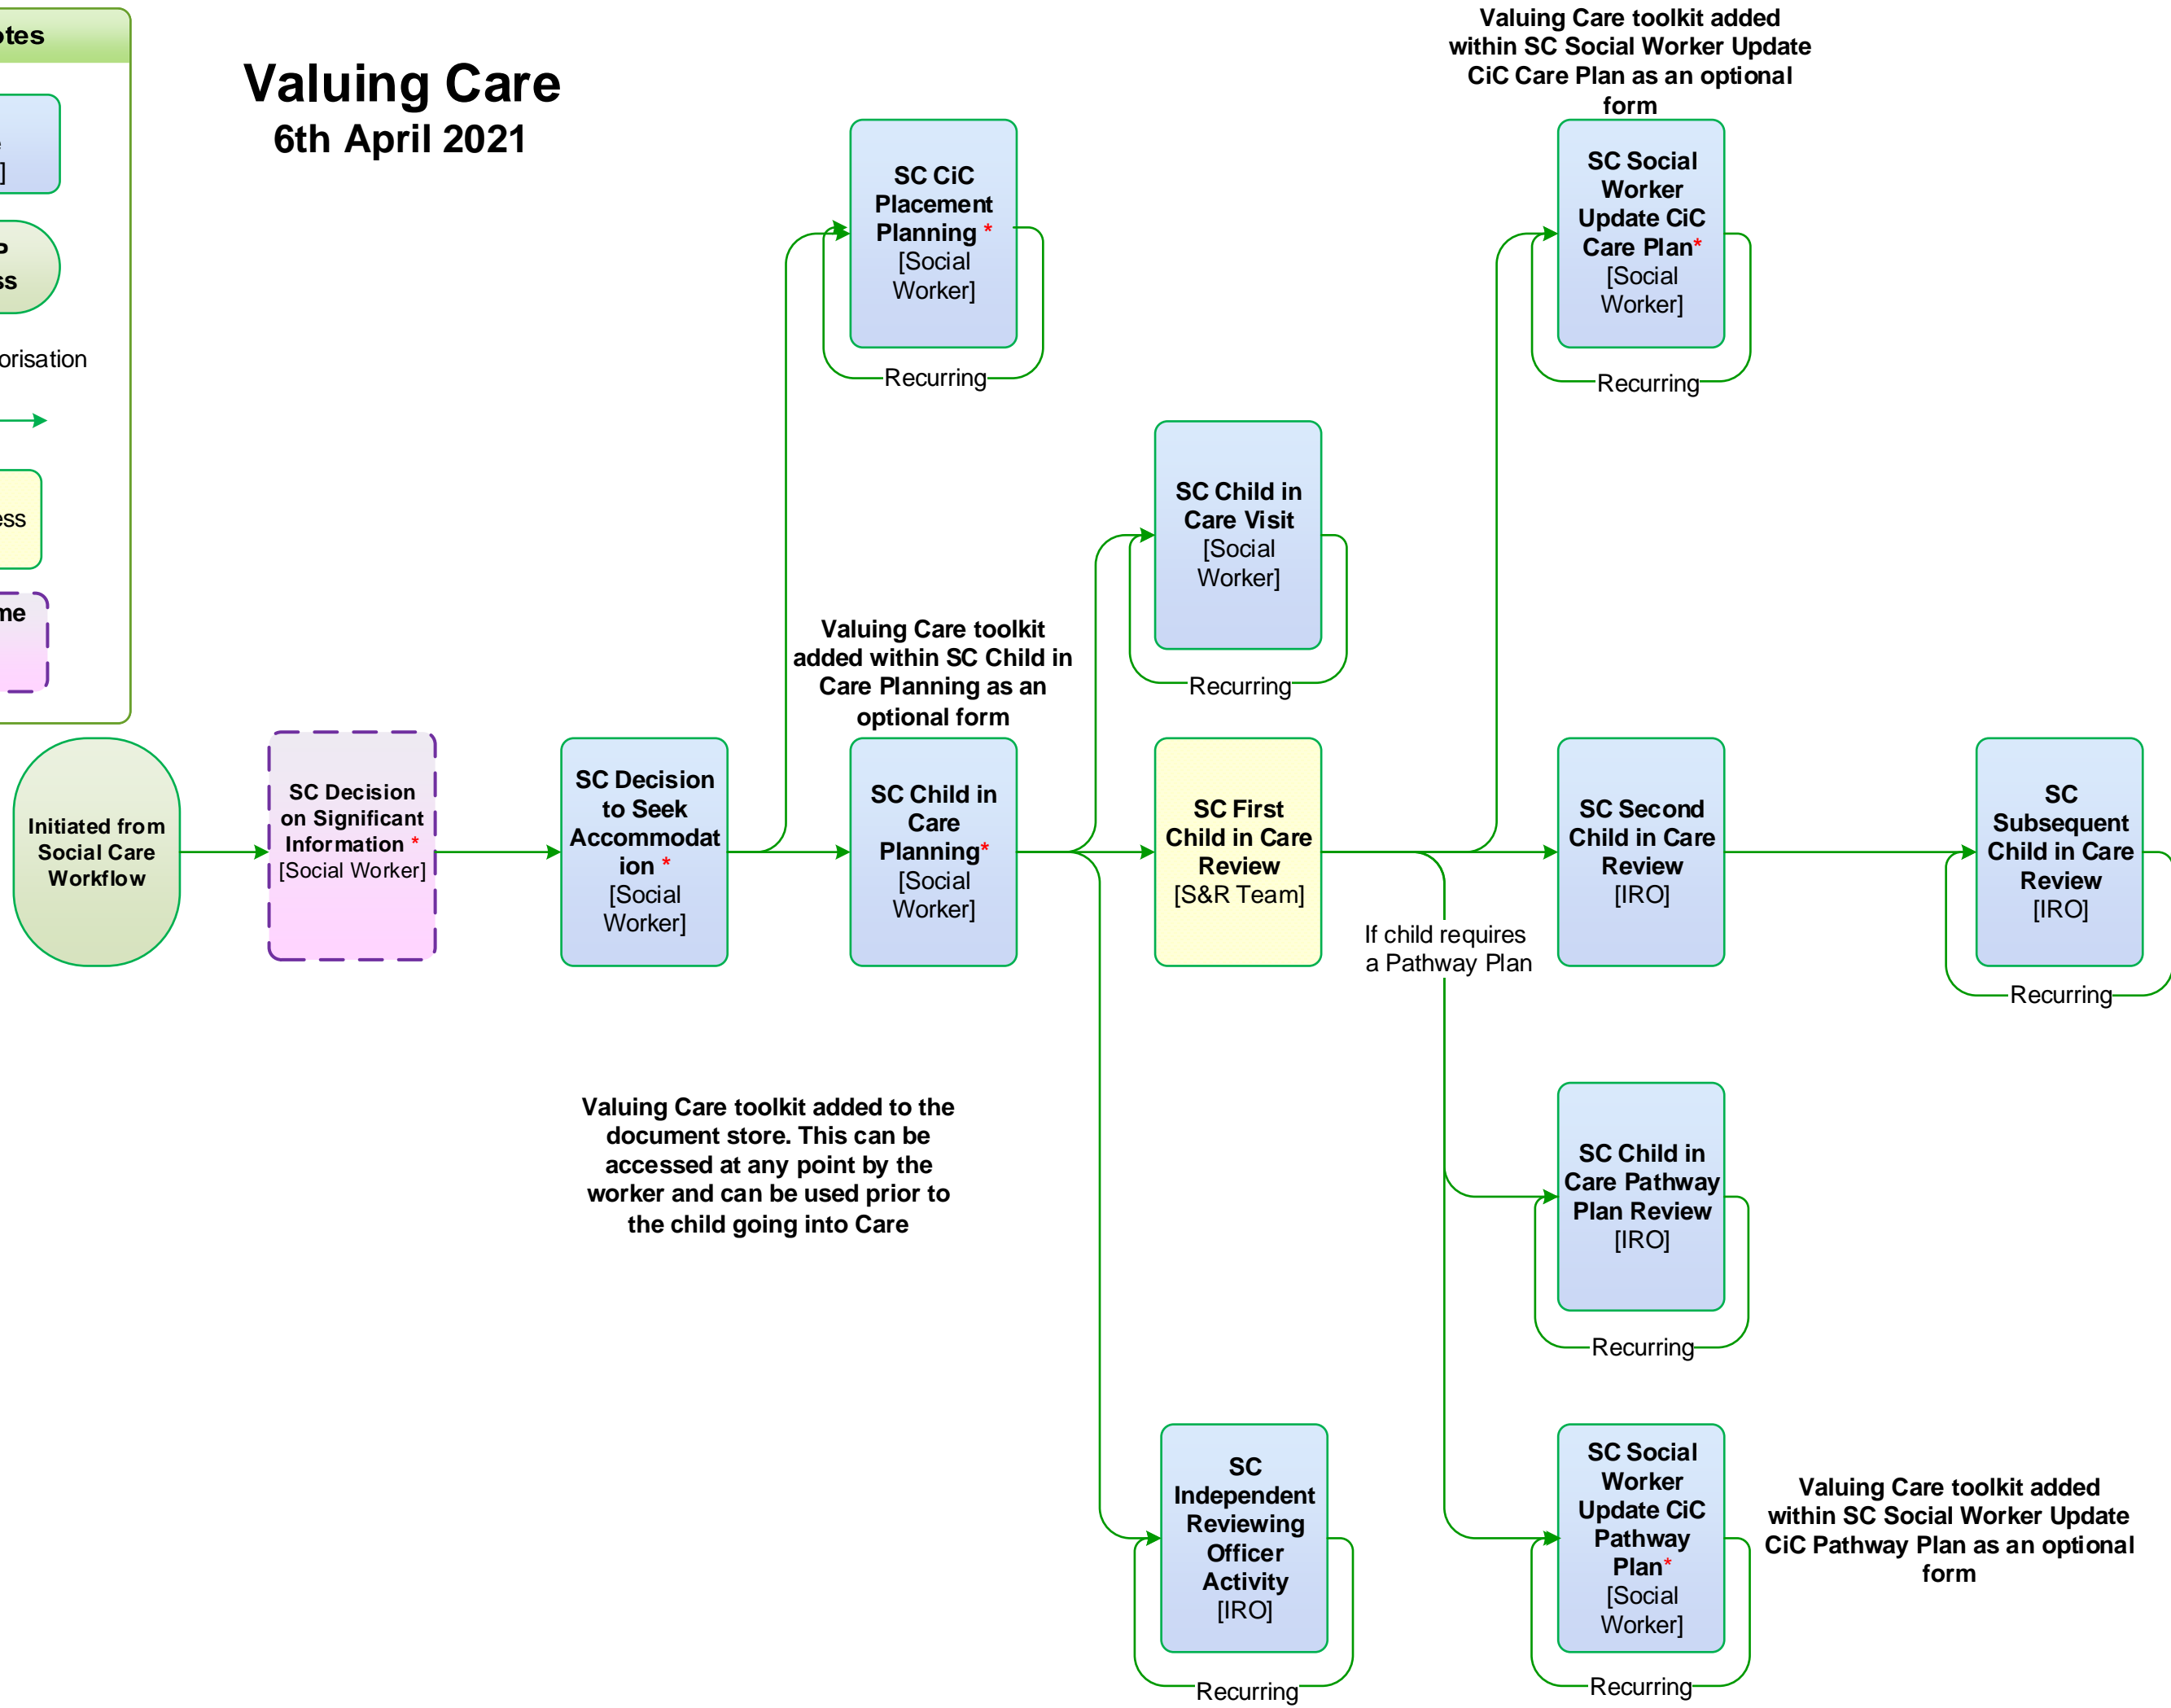 Valuing Care
6th April 2021
orisation
Valuing Care toolkit added
within SC Social Worker Update
CiC Care Plan as an optional
form
SC CiC
Placement
Planning *
[Social
Worker]
Recurring
SC Social
Worker
Update CiC
Care Plan*
[Social
Worker]
Recurring
SC Child in
Care Visit
[Social
Worker]
Recurring
Valuing Care toolkit
added within SC Child in
Care Planning as an
optional form
Initiated from
Social Care
Workflow
SC Decision
on Significant
Information *
[Social Worker]
SC Decision
to Seek
Accommodat
ion *
[Social
Worker]
SC Child in
Care
Planning*
[Social
Worker]
SC First
Child in Care
Review
[S&R Team]
If child requires
a Pathway Plan
SC Second
Child in Care
Review
[IRO]
SC
Subsequent
Child in Care
Review
[IRO]
Recurring
Valuing Care toolkit added to the
document store. This can be
accessed at any point by the
worker and can be used prior to
the child going into Care
SC Child in
Care Pathway
Plan Review
[IRO]
Recurring
SC
Independent
Reviewing
Officer
Activity
[IRO]
Recurring
SC Social
Worker
Update CiC
Pathway
Plan*
[Social
Worker]
Recurring
Valuing Care toolkit added
within SC Social Worker Update
CiC Pathway Plan as an optional
form